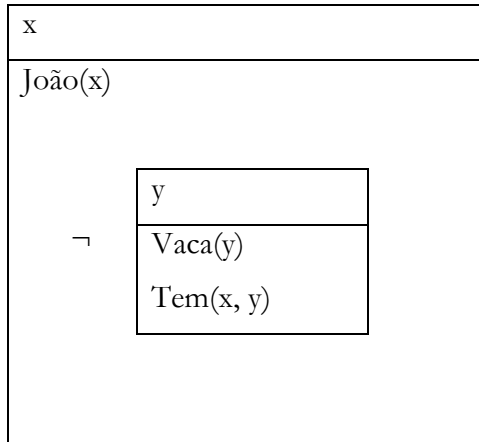 x
João(x)
y
¬ Vaca(y)
Tem(x, y)